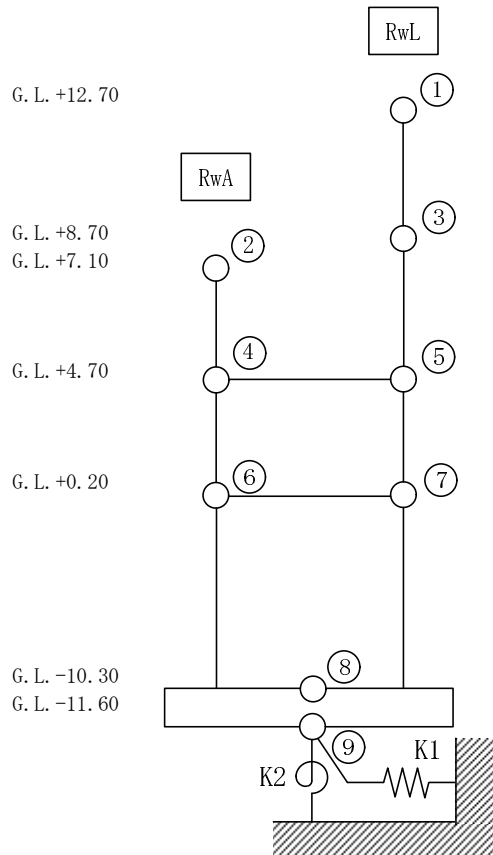 RwL
G.L.+12.70
①
RwA
G.L.+8.70
③
G.L.+7.10
②
G.L.+4.70
④
⑤
G.L.+0.20
⑥
⑦
G.L.-10.30
⑧
G.L.-11.60
⑨
K1
K2